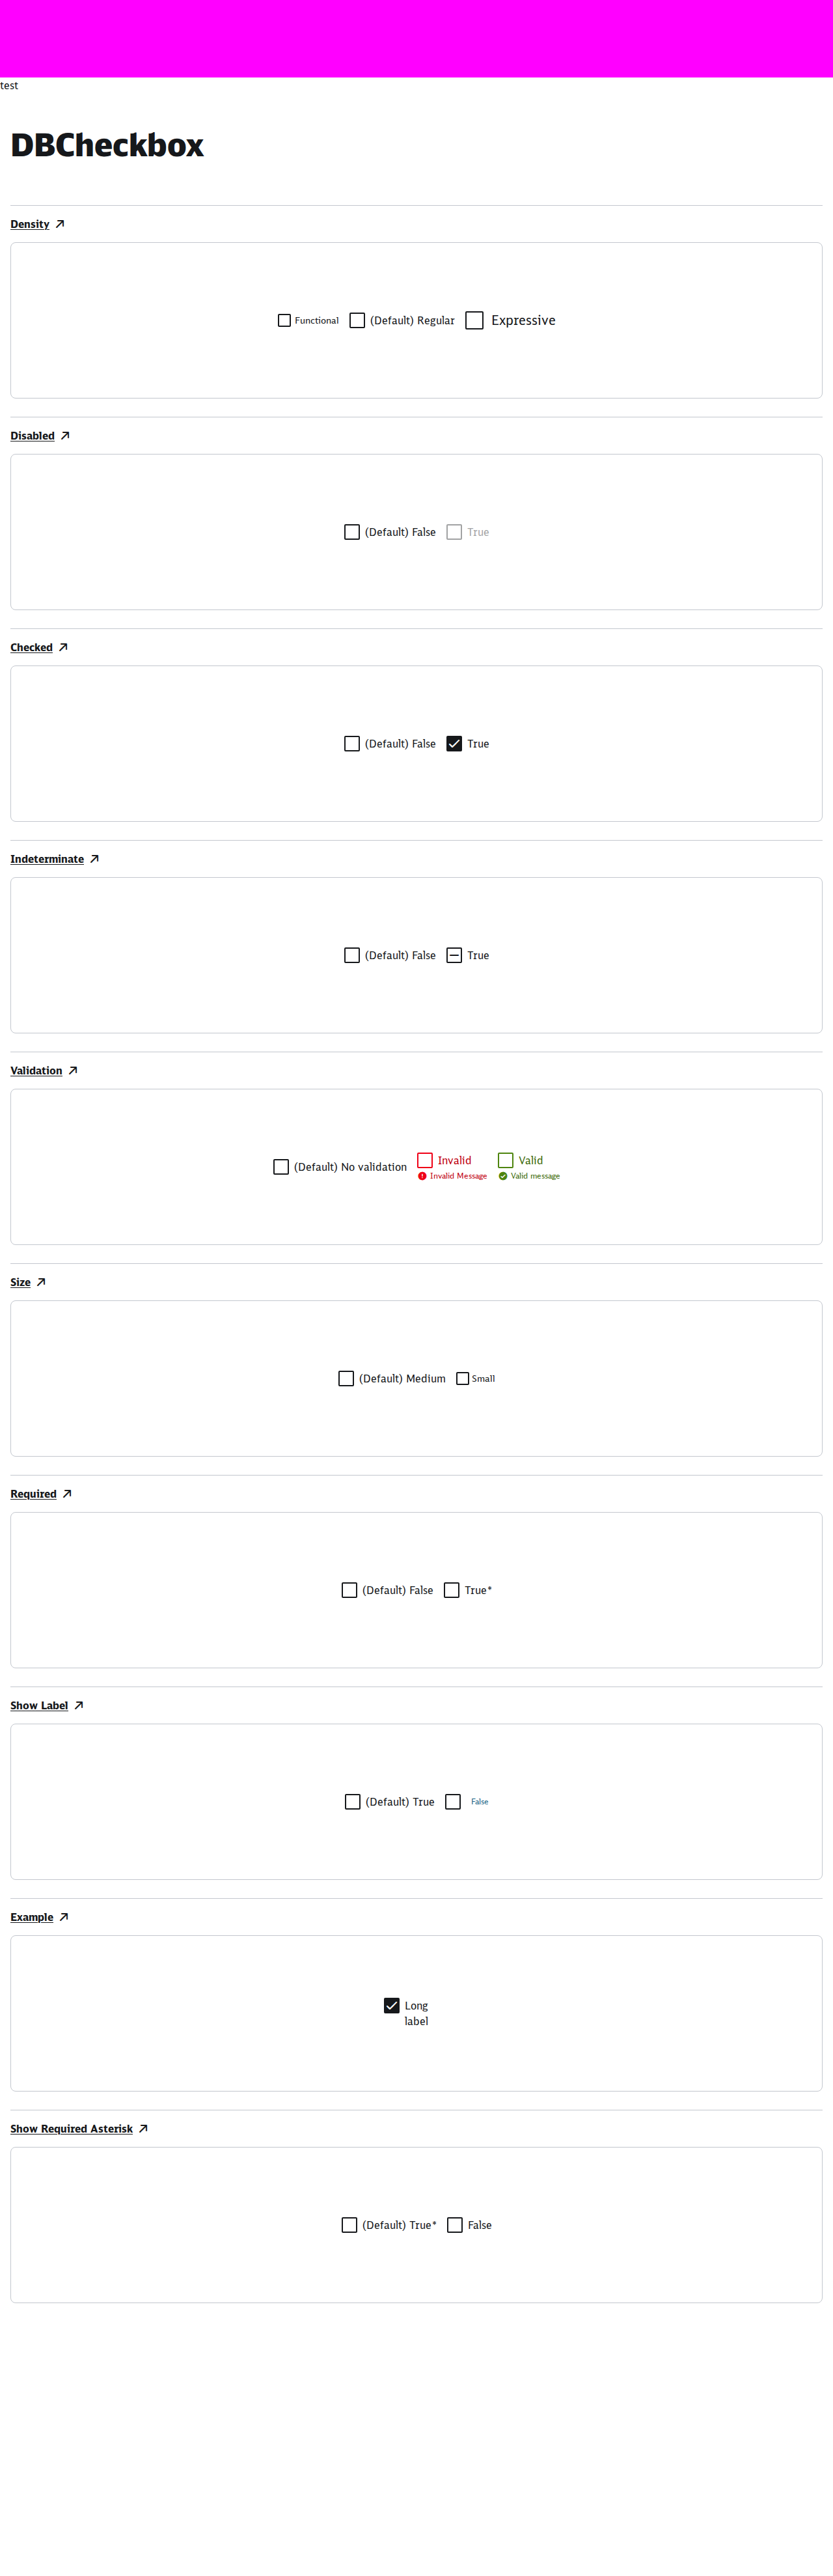 test
DBCheckbox
Density
Functional (Default) Regular Expressive
Disabled
(Default) False True
Checked
(Default) False True
Indeterminate
(Default) False True
Validation
(Default) No validation Invalid Valid
Invalid Message Valid message
Size
(Default) Medium Small
Required
(Default) False True*
Show Label
(Default) True False
Example
Long
label
Show Required Asterisk
(Default) True* False